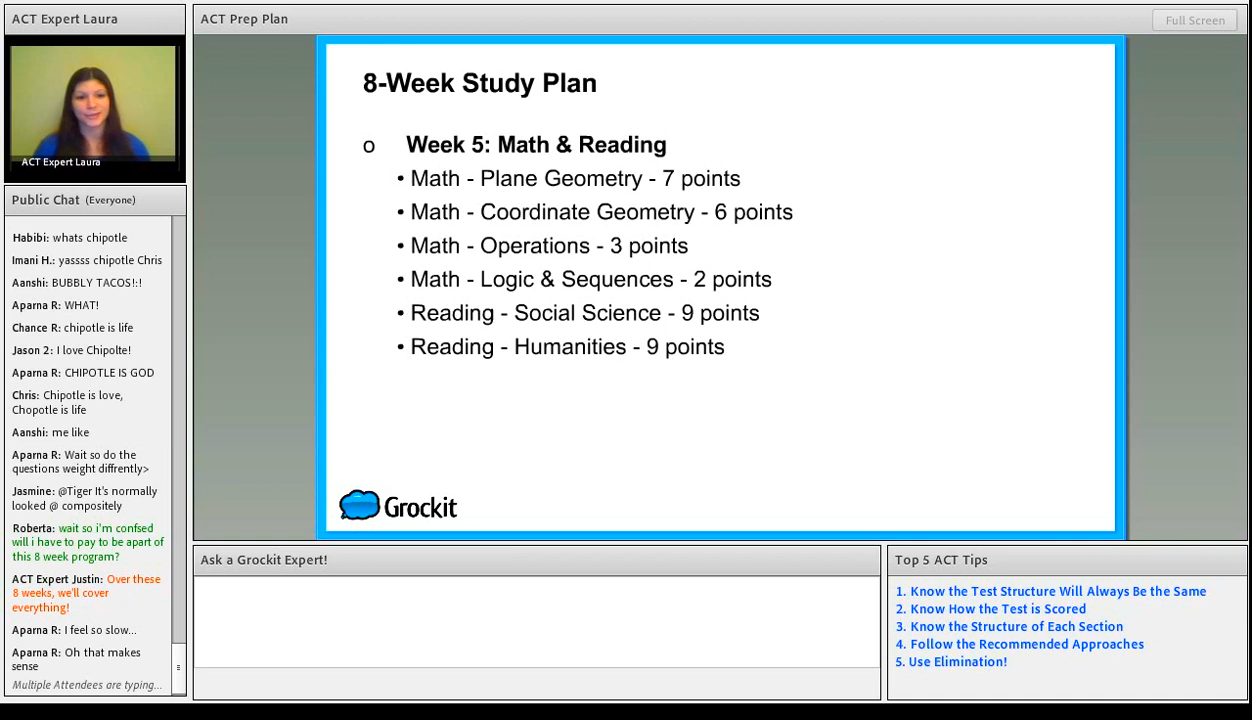 ACT Expert Laura
ACT Expert Laura
Public Chat (Everyone)
Habibi: whats chipotle
Imani H.: yassss chipotle Chris
Aanshi: BUBBLY TACOS!:!
Aparna R: WHAT!
Chance R: chipotle is life
Jason 2: I love Chipolte!
Aparna R: CHIPOTLE IS GOD
Chris: Chipotle is love,
Chopotle is life
Aanshi: me like
Aparna R: Wait so do the
questions weight diffrently>
Jasmine: @Tiger It's normally
looked @ compositely
Roberta: wait so i'm confsed
will i have to pay to be apart of
this 8 week program?
ACT Expert Justin: Over these
8 weeks, we'll cover
everything!
Aparna R: I feel so slow...
Aparna R: Oh that makes
sense
Multiple Attendees are typing...
ACT Prep Plan
Full Screen
8-Week Study Plan
o Week 5: Math & Reading
• Math - Plane Geometry - 7 points
• Math - Coordinate Geometry - 6 points
• Math - Operations - 3 points
• Math - Logic & Sequences - 2 points
• Reading - Social Science - 9 points
• Reading - Humanities - 9 points
Grockit
Ask a Grockit Expert!
Top 5 ACT Tips
1. Know the Test Structure Will Always Be the Same
2. Know How the Test is Scored
3. Know the Structure of Each Section
4. Follow the Recommended Approaches
5. Use Elimination!